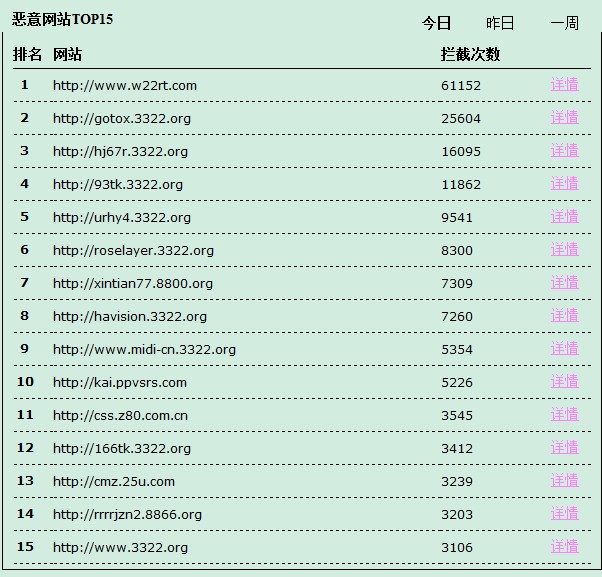 恶意网站TOP15 今日 昨日 一周
排名 网站 拦截次数
1 http://www.w22rt.com 61152 详情
2 http://gotox.3322.org 25604 详情
3 http://hj67r.3322.org 16095 详情
4 http://93tk.3322.org 11862 详情
5 http://urhy4.3322.org 9541 详情
6 http://roselayer.3322.org 8300 详情
7 http://xintian77.8800.org 7309 详情
8 http://havision.3322.org 7260 详情
9 http://www.midi-cn.3322.org 5354 详情
10 http://kai.ppvsrs.com 5226 详情
11 http://css.z80.com.cn 3545 详情
12 http://166tk.3322.org 3412 详情
13 http://cmz.25u.com 3239 详情
14 http://rrrrjzn2.8866.org 3203 详情
15 http://www.3322.org 3106 详情